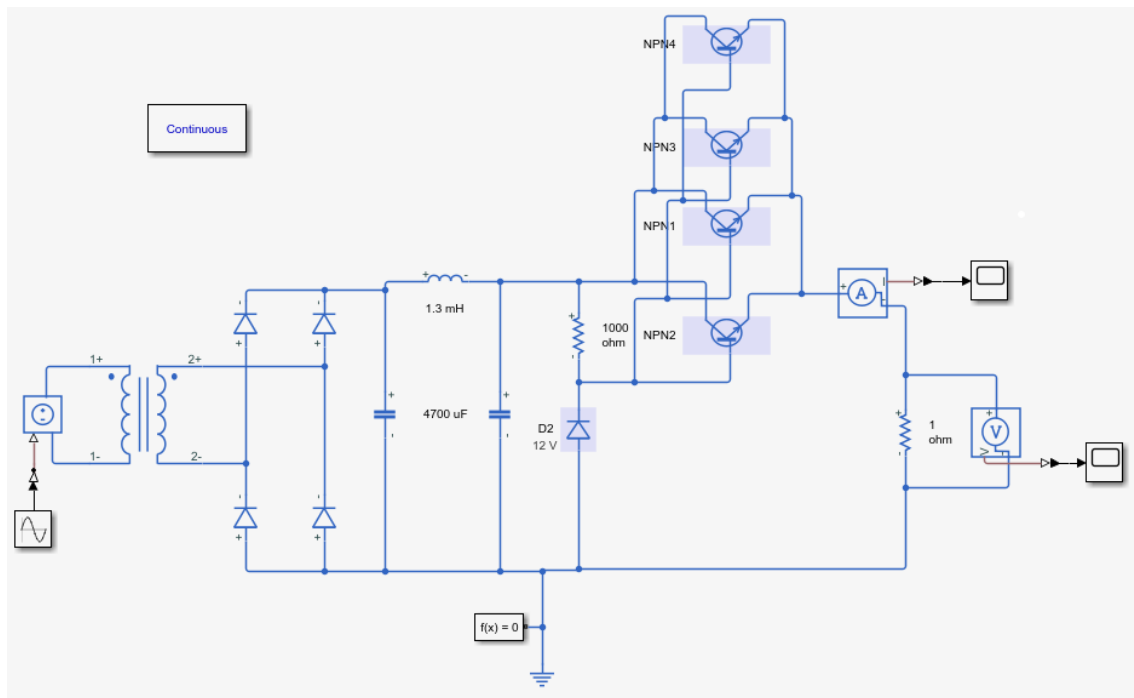 NPN4
Continuous
NPN3
NPN1
+
-
1.3 mH
+
A
I
-
-
+
1000
ohm
-
NPN2
+
+
1+
2+
+
-
4700 uF
+
-
D2
12 V
+
-
1
ohm
+
V
V
-
1-
2-
-
-
+
+
f(x) = 0